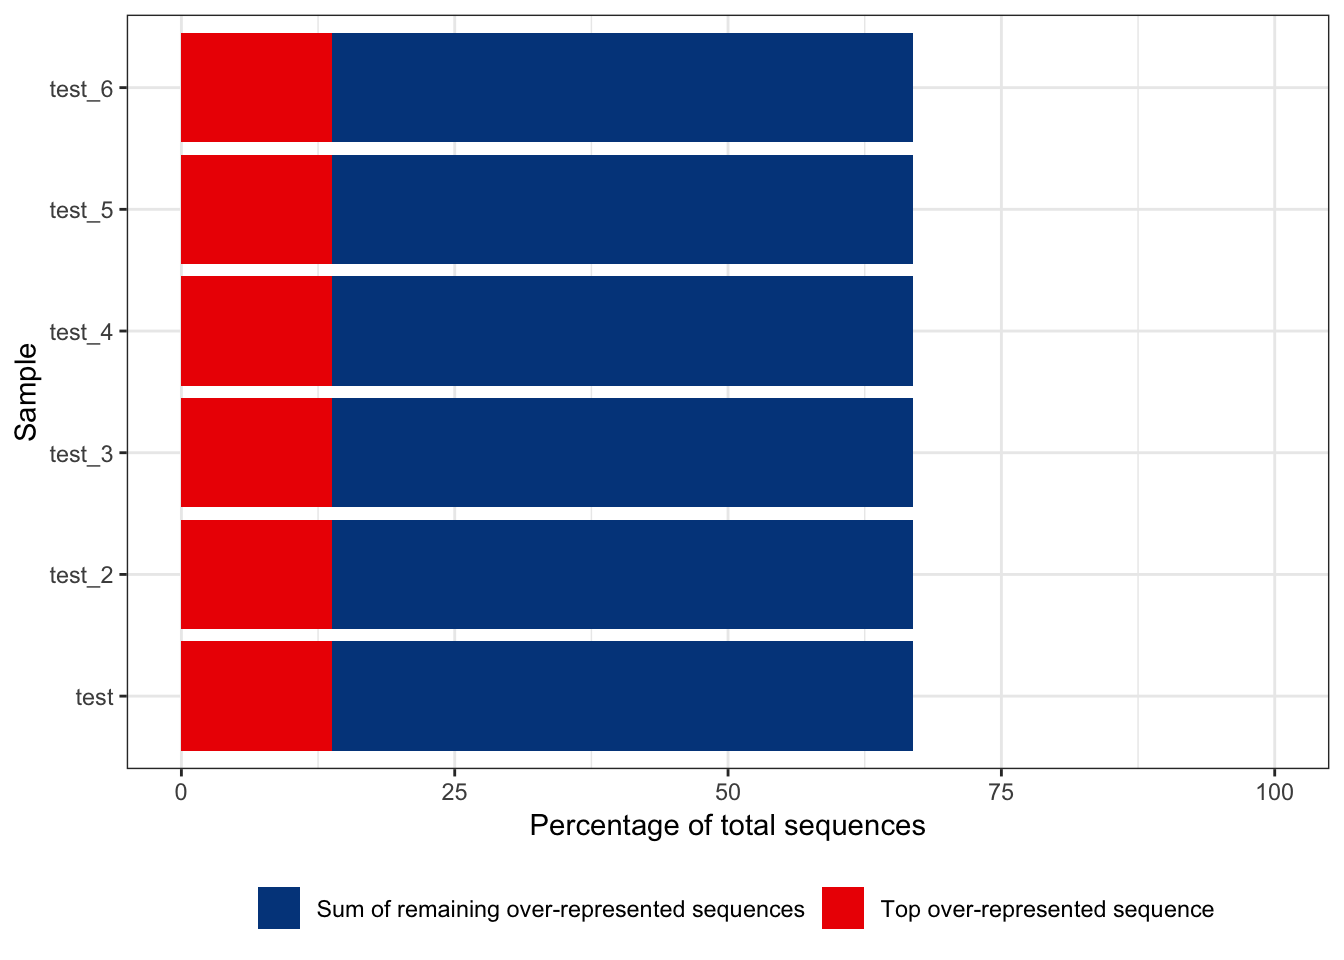 test_6
test_5
test_4
test_3
test_2
test
Sample
0 25 50 75 100
Percentage of total sequences
Sum of remaining over-represented sequences Top over-represented sequence